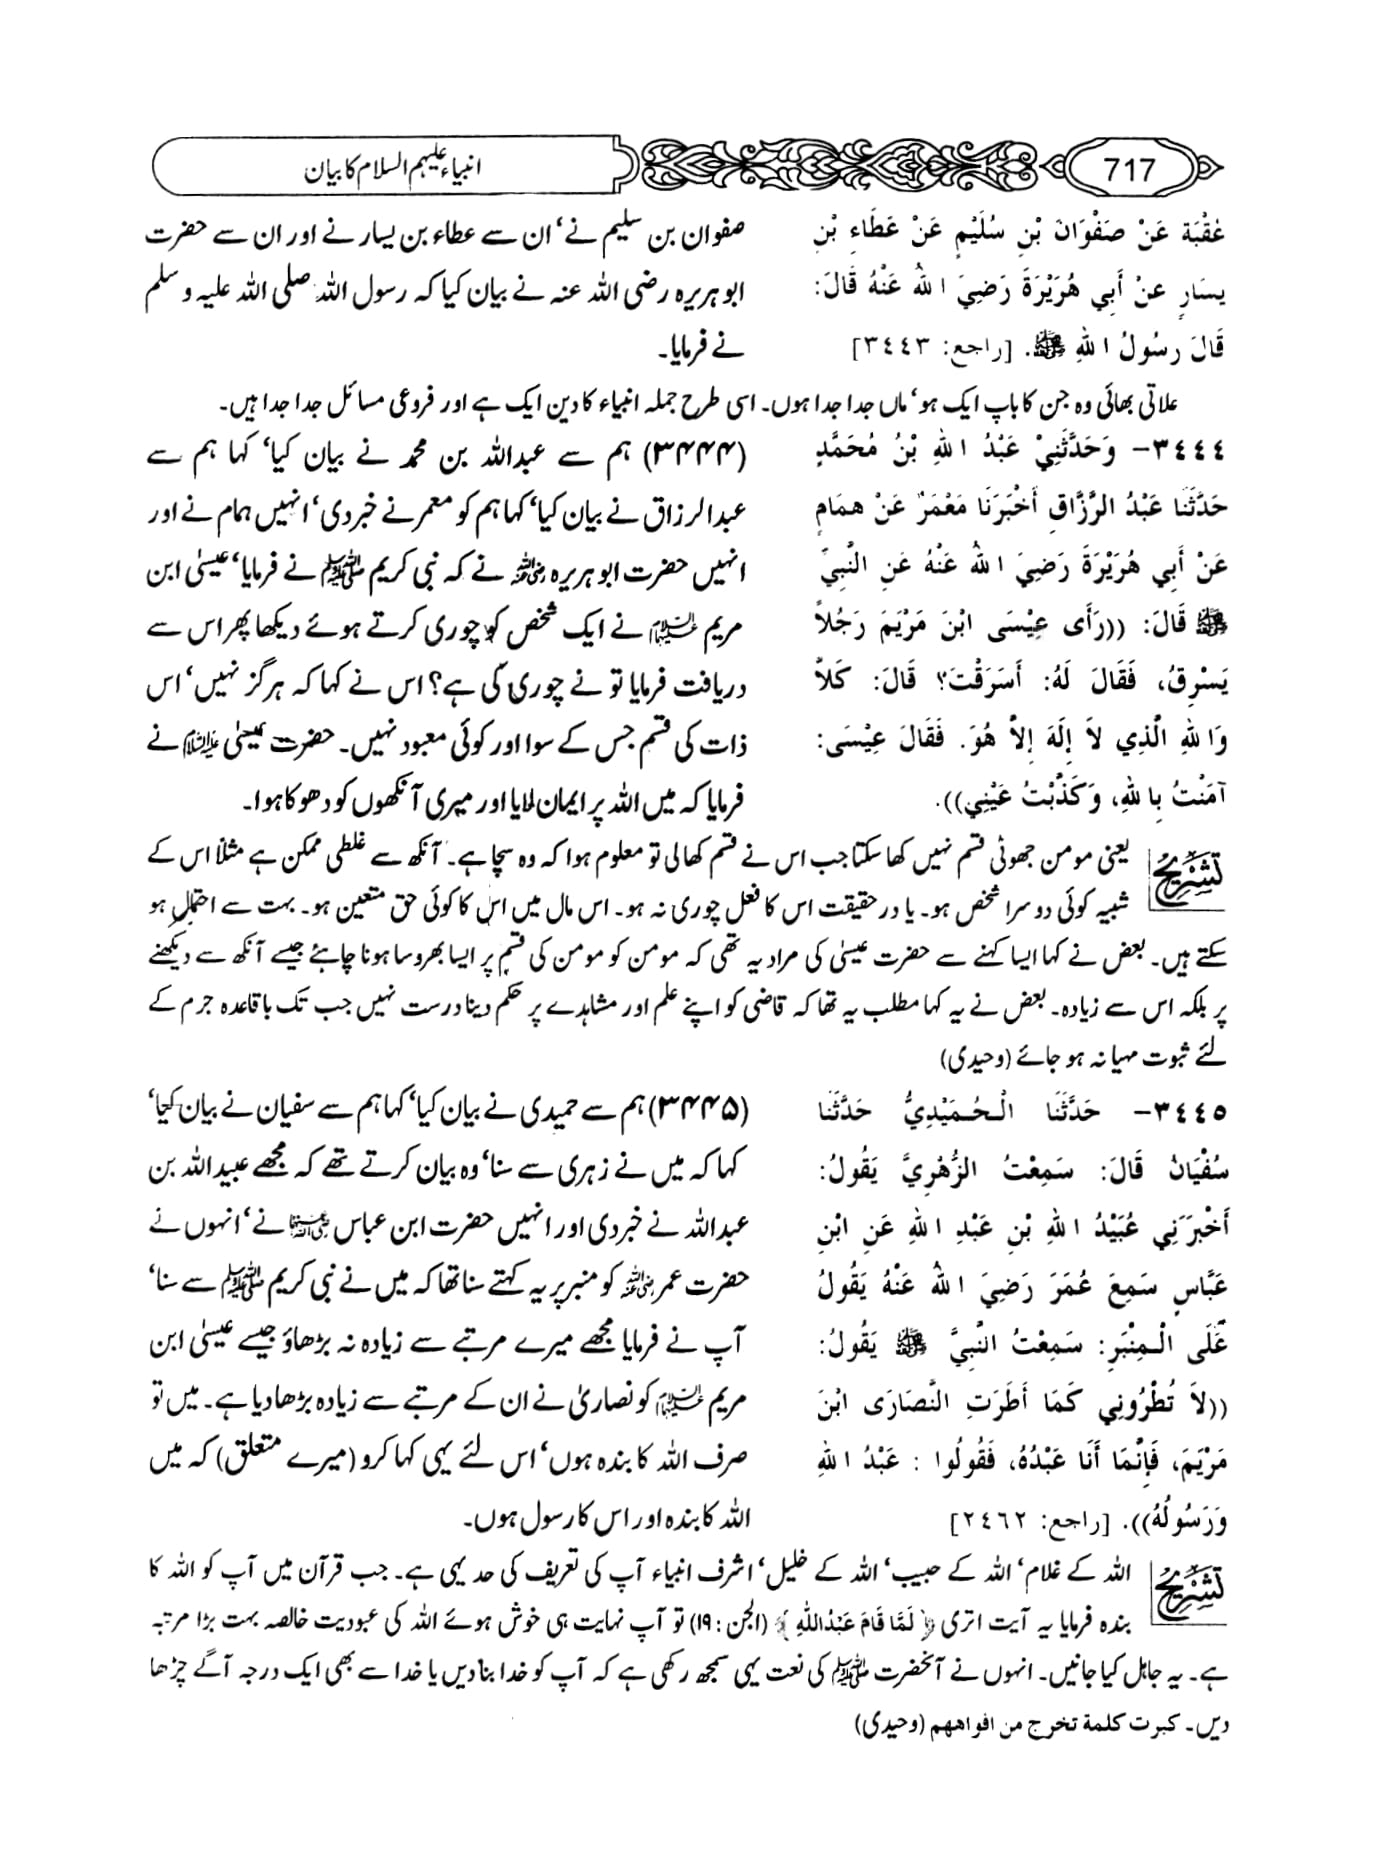 717
انبیاء علیہم السلام کا بیان
عُقْبَةَ عَنْ صَفْوَانَ بْنِ سُلَيْمٍ عَنْ عَطَاءِ بْنِ
يَسَارٍ عَنْ أَبِي هُرَيْرَةَ رَضِيَ اللهُ عَنْهُ قَالَ:
قَالَ رَسُولُ اللهِ ﷺ. [راجع: ٣٤٤٣]
صفوان بن سلیم نے‘ ان سے عطاء بن یسار نے اور ان سے حضرت
ابو ہریرہ رضی اللہ عنہ نے بیان کیا کہ رسول اللہ صلی اللہ علیہ و سلم
نے فرمایا۔
علاتی بھائی وہ جن کا باپ ایک ہو‘ ماں جدا جدا ہوں۔ اسی طرح جملہ انبیاء کا دین ایک ہے اور فروعی مسائل جدا جدا ہیں۔
٣٤٤٤- وَحَدَّثَنِيْ عَبْدُ اللهِ بْنُ مُحَمَّدٍ
حَدَّثَنَا عَبْدُ الرَّزَّاقِ أَخْبَرَنَا مَعْمَرٌ عَنْ هَمَّامٍ
عَنْ أَبِي هُرَيْرَةَ رَضِيَ اللهُ عَنْهُ عَنِ النَّبِيِّ
ﷺ قَالَ: ((رَأَى عِيْسَى ابْنَ مَرْيَمَ رَجُلاً
يَسْرِقُ، فَقَالَ لَهُ: أَسَرَقْتَ؟ قَالَ: كَلاَّ
وَاللهِ الَّذِي لاَ إِلَهَ إِلاَّ هُوَ. فَقَالَ عِيْسَى:
آمَنْتُ بِاللهِ، وَكَذَّبْتُ عَيْنِي)).
(۳۴۴۴) ہم سے عبداللہ بن محمد نے بیان کیا‘ کہا ہم سے
عبدالرزاق نے بیان کیا‘ کہا ہم کو معمر نے خبر دی‘ انہیں ہمام نے اور
انہیں حضرت ابو ہریرہ رضی اللہ عنہ نے کہ نبی کریم ﷺ نے فرمایا‘ عیسیٰ ابن
مریم علیہما السلام نے ایک شخص کو چوری کرتے ہوئے دیکھا پھر اس سے
دریافت فرمایا تو نے چوری کی ہے؟ اس نے کہا کہ ہرگز نہیں‘ اس
ذات کی قسم جس کے سوا اور کوئی معبود نہیں۔ حضرت عیسیٰ علیہ السلام نے
فرمایا کہ میں اللہ پر ایمان لایا اور میری آنکھوں کو دھوکا ہوا۔
تشریح
یعنی مومن جھوٹی قسم نہیں کھا سکتا جب اس نے قسم کھالی تو معلوم ہوا کہ وہ سچا ہے۔ آنکھ سے غلطی ممکن ہے مثلاً اس کے
شبیہ کوئی دوسرا شخص ہو۔ یا در حقیقت اس کا فعل چوری نہ ہو۔ اس مال میں اس کا کوئی حق متعین ہو۔ بہت سے احتمال ہو
سکتے ہیں۔ بعض نے کہا ایسا کہنے سے حضرت عیسیٰ کی مراد یہ تھی کہ مومن کو مومن کی قسم پر ایسا بھروسا ہونا چاہئے جیسے آنکھ سے دیکھنے
پر بلکہ اس سے زیادہ۔ بعض نے یہ کہا مطلب یہ تھا کہ قاضی کو اپنے علم اور مشاہدے پر حکم دینا درست نہیں جب تک باقاعدہ جرم کے
لئے ثبوت مہیا نہ ہو جائے (وحیدی)
٣٤٤٥- حَدَّثَنَا الْحُمَيْدِيُّ حَدَّثَنَا
سُفْيَانُ قَالَ: سَمِعْتُ الزُّهْرِيَّ يَقُولُ:
أَخْبَرَنِي عُبَيْدُ اللهِ بْنِ عَبْدِ اللهِ عَنِ ابْنِ
عَبَّاسٍ سَمِعَ عُمَرَ رَضِيَ اللهُ عَنْهُ يَقُولُ
عَلَى الْمِنْبَرِ: سَمِعْتُ النَّبِيَّ ﷺ يَقُولُ:
((لاَ تُطْرُونِي كَمَا أَطَرَتِ النَّصَارَى ابْنَ
مَرْيَمَ، فَإِنَّمَا أَنَا عَبْدُهُ، فَقُولُوا: عَبْدُ اللهِ
وَرَسُولُهُ)). [راجع: ٢٤٦٢]
(۳۴۴۵) ہم سے حمیدی نے بیان کیا‘ کہا ہم سے سفیان نے بیان کیا‘
کہا کہ میں نے زہری سے سنا‘ وہ بیان کرتے تھے کہ مجھے عبیداللہ بن
عبداللہ نے خبر دی اور انہیں حضرت ابن عباس رضی اللہ عنہما نے‘ انہوں نے
حضرت عمر رضی اللہ عنہ کو منبر پر یہ کہتے سنا تھا کہ میں نے نبی کریم ﷺ سے سنا‘
آپ نے فرمایا مجھے میرے مرتبے سے زیادہ نہ بڑھاؤ جیسے عیسیٰ ابن
مریم علیہما السلام کو نصاریٰ نے ان کے مرتبے سے زیادہ بڑھا دیا ہے۔ میں تو
صرف اللہ کا بندہ ہوں‘ اس لئے یہی کہا کرو (میرے متعلق) کہ میں
اللہ کا بندہ اور اس کا رسول ہوں۔
تشریح
اللہ کے غلام‘ اللہ کے حبیب‘ اللہ کے خلیل‘ اشرف انبیاء آپ کی تعریف کی حد یہی ہے۔ جب قرآن میں آپ کو اللہ کا
بندہ فرمایا یہ آیت اتری ﴿لَمَّا قَامَ عَبْدُاللّٰهِ﴾ (الجن: ۱۹) تو آپ نہایت ہی خوش ہوئے اللہ کی عبودیت خالصہ بہت بڑا مرتبہ
ہے۔ یہ جاہل کیا جانیں۔ انہوں نے آنحضرت ﷺ کی نعت یہی سمجھ رکھی ہے کہ آپ کو خدا بنا دیں یا خدا سے بھی ایک درجہ آگے چڑھا
دیں۔ کبرت کلمة تخرج من افواههم (وحیدی)